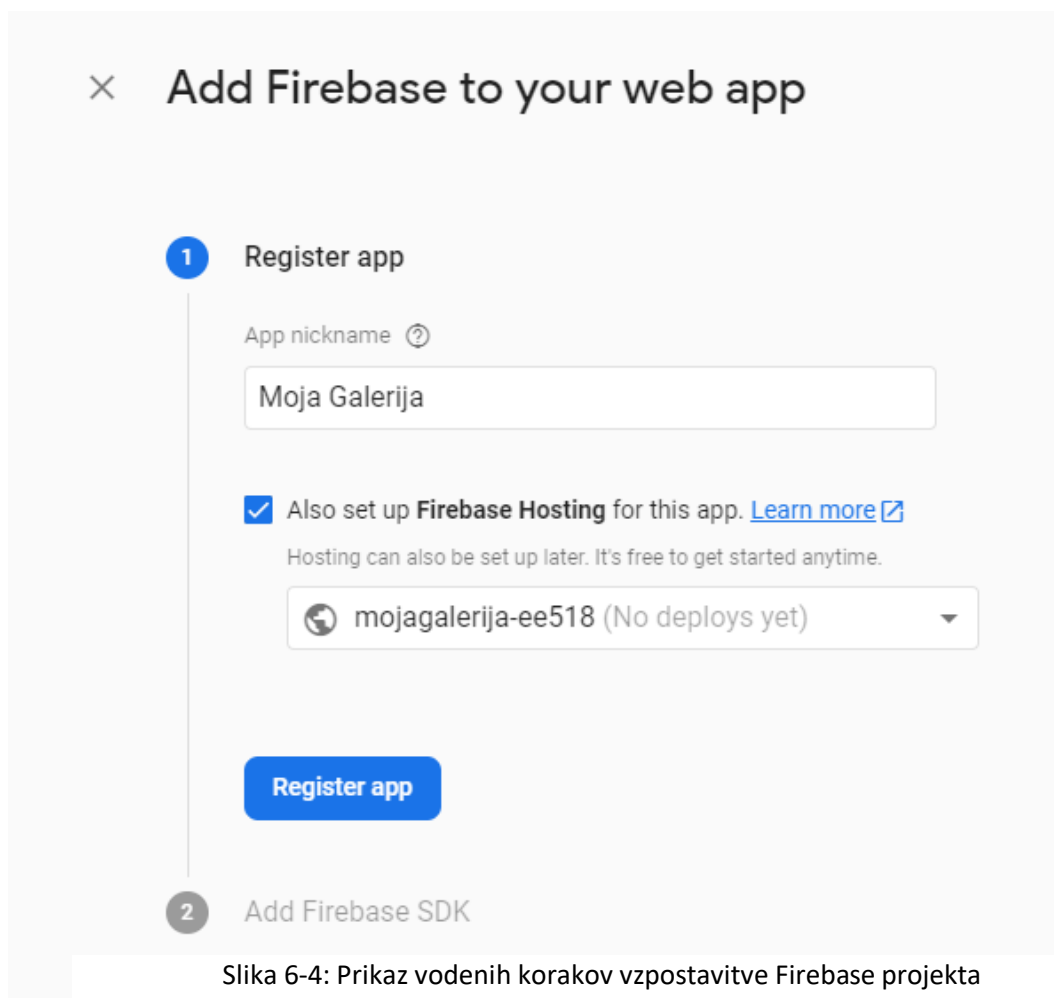 Add Firebase to your web app
1 Register app
App nickname
Moja Galerija
Also set up Firebase Hosting for this app. Learn more
Hosting can also be set up later. It's free to get started anytime.
mojagalerija-ee518 (No deploys yet)
Register app
2 Add Firebase SDK
Slika 6-4: Prikaz vodenih korakov vzpostavitve Firebase projekta